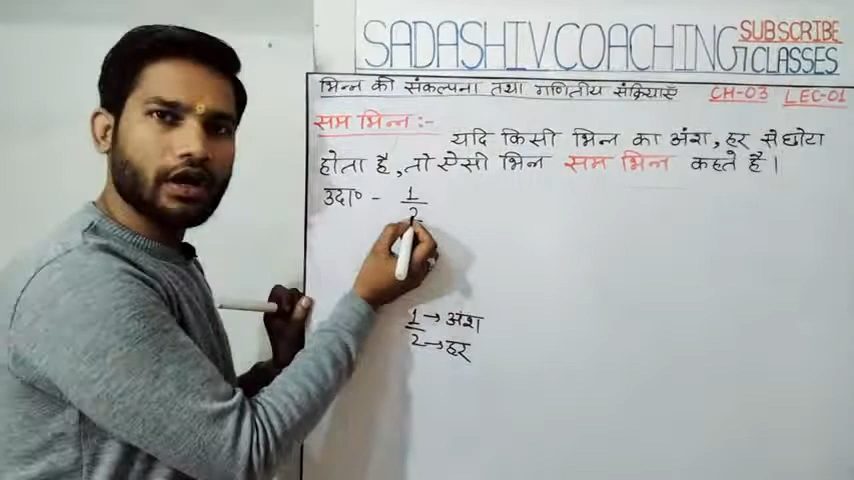 SADASHIV COACHING CLASSES
SUBSCRIBE
भिन्न की संकल्पना तथा गणितीय संक्रियाएँ CH-03 LEC-01
सम भिन्न :-
यदि किसी भिन्न का अंश, हर से छोटा
होता है, तो ऐसी भिन्न सम भिन्न कहते है।
उदा० - 1
2
1 → अंश
2 → हर